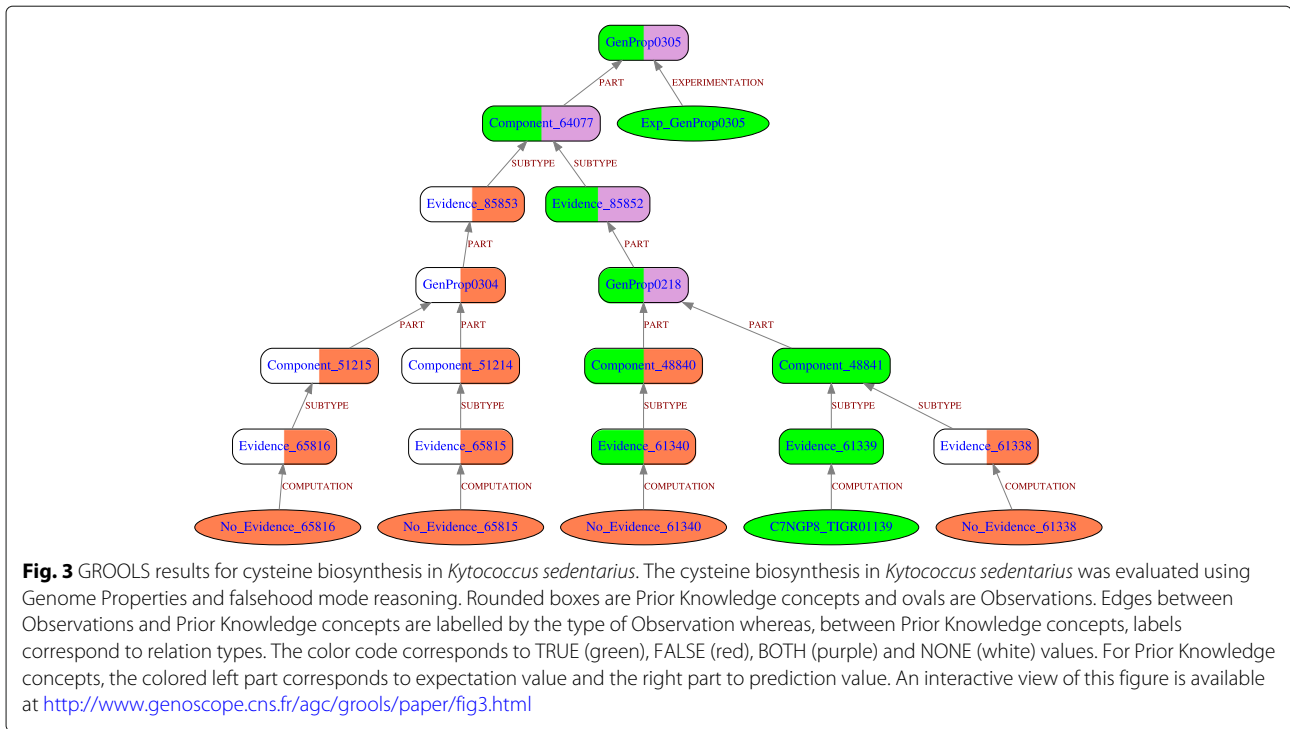 GenProp0305
PART
EXPERIMENTATION
Component_64077
Exp_GenProp0305
SUBTYPE
SUBTYPE
Evidence_85853
Evidence_85852
PART
PART
GenProp0304
GenProp0218
PART
PART
PART
PART
Component_51215
Component_51214
Component_48840
Component_48841
SUBTYPE
SUBTYPE
SUBTYPE
SUBTYPE
SUBTYPE
Evidence_65816
Evidence_65815
Evidence_61340
Evidence_61339
Evidence_61338
COMPUTATION
COMPUTATION
COMPUTATION
COMPUTATION
COMPUTATION
No_Evidence_65816
No_Evidence_65815
No_Evidence_61340
C7NGP8_TIGR01139
No_Evidence_61338
Fig. 3 GROOLS results for cysteine biosynthesis in Kytococcus sedentarius. The cysteine biosynthesis in Kytococcus sedentarius was evaluated using
Genome Properties and falsehood mode reasoning. Rounded boxes are Prior Knowledge concepts and ovals are Observations. Edges between
Observations and Prior Knowledge concepts are labelled by the type of Observation whereas, between Prior Knowledge concepts, labels
correspond to relation types. The color code corresponds to TRUE (green), FALSE (red), BOTH (purple) and NONE (white) values. For Prior Knowledge
concepts, the colored left part corresponds to expectation value and the right part to prediction value. An interactive view of this figure is available
at http://www.genoscope.cns.fr/agc/grools/paper/fig3.html